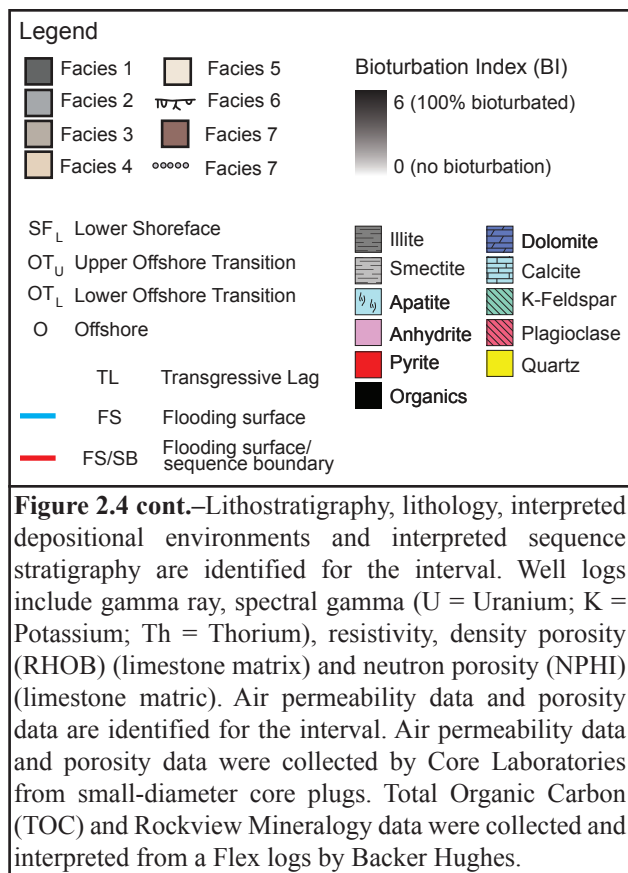 Legend
Facies 1
Facies 5
Facies 2
Facies 6
Facies 3
Facies 7
Facies 4
Facies 7
Bioturbation Index (BI)
6 (100% bioturbated)
0 (no bioturbation)
SFL Lower Shoreface
OTU Upper Offshore Transition
OTL Lower Offshore Transition
O Offshore
TL Transgressive Lag
FS Flooding surface
FS/SB Flooding surface/
sequence boundary
Illite
Dolomite
Smectite
Calcite
Apatite
K-Feldspar
Anhydrite
Plagioclase
Pyrite
Quartz
Organics
Figure 2.4 cont.–Lithostratigraphy, lithology, interpreted
depositional environments and interpreted sequence
stratigraphy are identified for the interval. Well logs
include gamma ray, spectral gamma (U = Uranium; K =
Potassium; Th = Thorium), resistivity, density porosity
(RHOB) (limestone matrix) and neutron porosity (NPHI)
(limestone matric). Air permeability data and porosity
data are identified for the interval. Air permeability data
and porosity data were collected by Core Laboratories
from small-diameter core plugs. Total Organic Carbon
(TOC) and Rockview Mineralogy data were collected and
interpreted from a Flex logs by Backer Hughes.